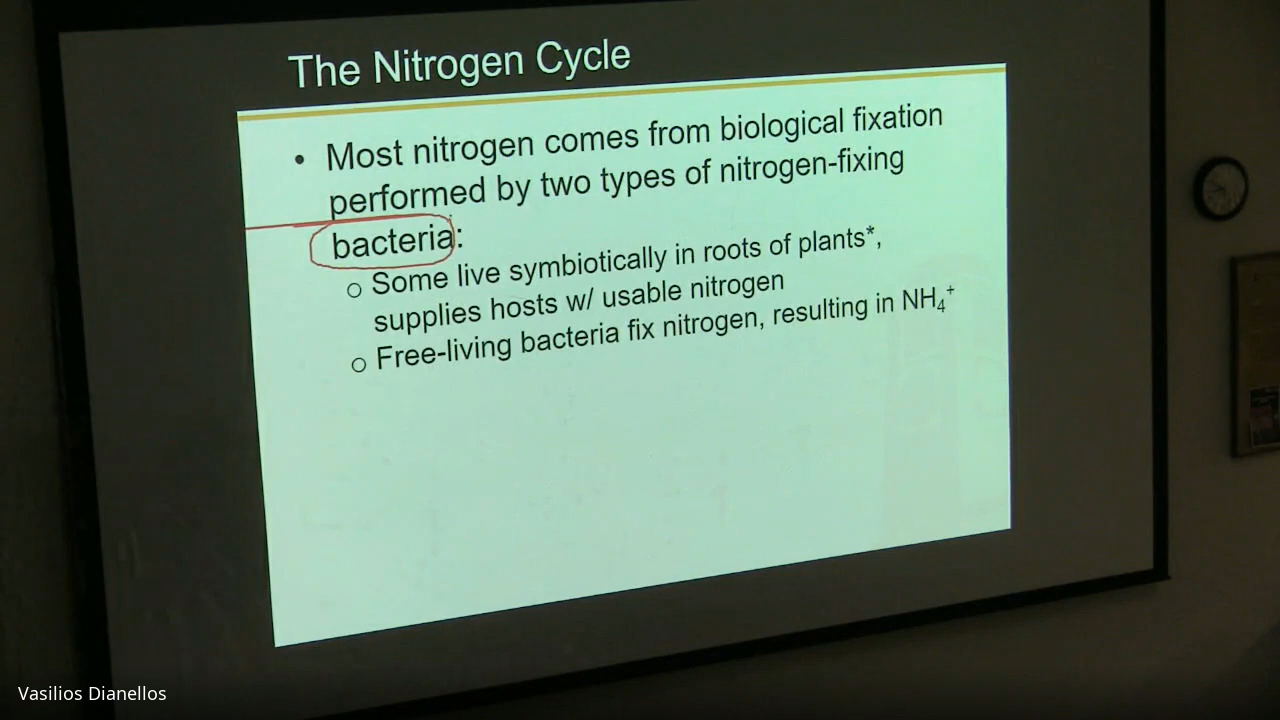 The Nitrogen Cycle
• Most nitrogen comes from biological fixation
performed by two types of nitrogen-fixing
bacteria:
o Some live symbiotically in roots of plants*,
supplies hosts w/ usable nitrogen
o Free-living bacteria fix nitrogen, resulting in NH₄⁺
Vasilios Dianellos